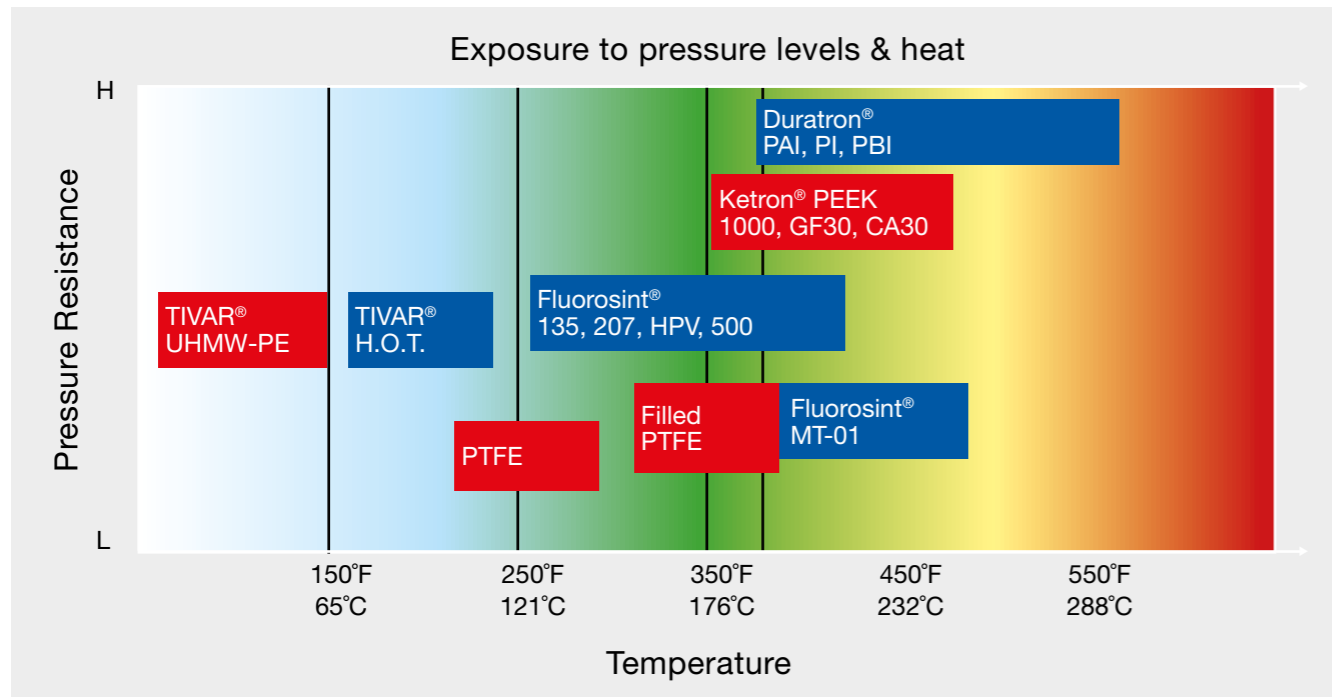 Exposure to pressure levels & heat
H
Pressure Resistance
L
Duratron®
PAI, PI, PBI
Ketron® PEEK
1000, GF30, CA30
Fluorosint®
135, 207, HPV, 500
TIVAR®
UHMW-PE
TIVAR®
H.O.T.
Filled
PTFE
Fluorosint®
MT-01
PTFE
150°F
65°C
250°F
121°C
350°F
176°C
450°F
232°C
550°F
288°C
Temperature